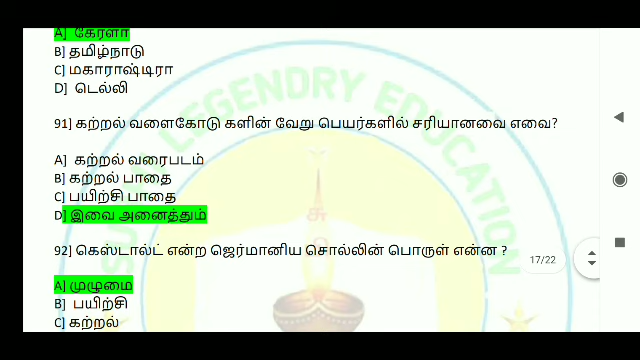 A] கேரளா
B] தமிழ்நாடு
C] மகாராஷ்டிரா
D] டெல்லி
91] கற்றல் வளைகோடு களின் வேறு பெயர்களில் சரியானவை எவை?
A] கற்றல் வரைபடம்
B] கற்றல் பாதை
C] பயிற்சி பாதை
D] இவை அனைத்தும்
92] கெஸ்டால்ட் என்ற ஜெர்மானிய சொல்லின் பொருள் என்ன ?
17/22
A] முழுமை
B] பயிற்சி
C] கற்றல்
LEGENDRY EDUCATION